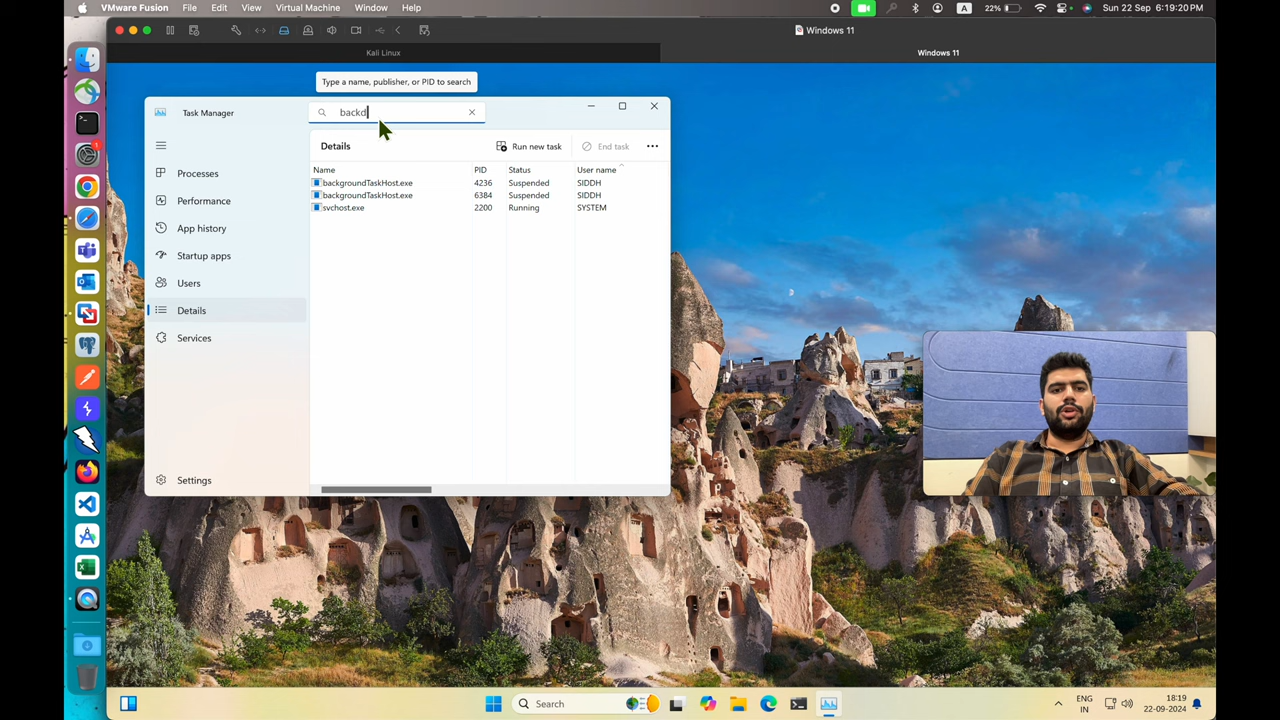 VMware Fusion File Edit View Virtual Machine Window Help
A 22% Sun 22 Sep 6:19:20 PM
Windows 11
Kali Linux
Windows 11
Type a name, publisher, or PID to search
Task Manager
backd
Details
Run new task
End task
Name PID Status User name
backgroundTaskHost.exe 4236 Suspended SIDDH
backgroundTaskHost.exe 6384 Suspended SIDDH
svchost.exe 2200 Running SYSTEM
Processes
Performance
App history
Startup apps
Users
Details
Services
Settings
Search
ENG
IN
18:19
22-09-2024